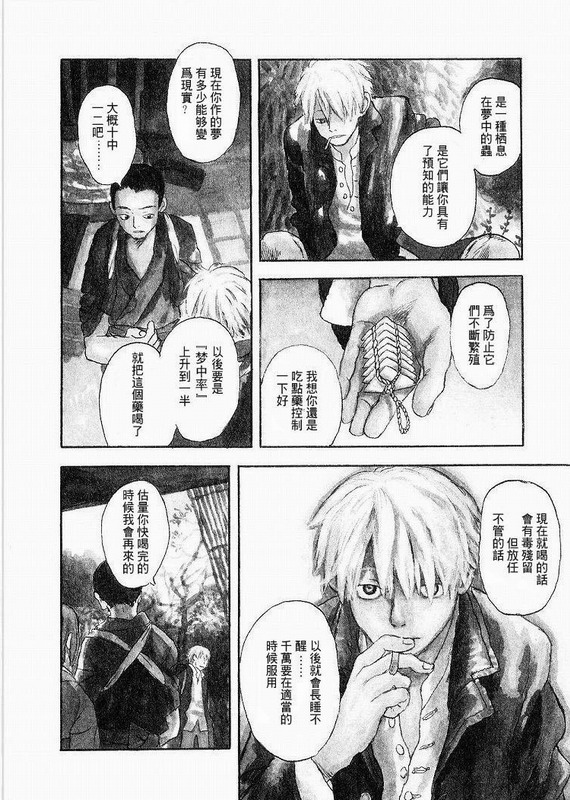 是一種栖息
在夢中的蟲
是它們讓你具有
了預知的能力
現在你作的夢
有多少能够變
爲現實?
大概十中
一二吧……
爲了防止它
們不斷繁殖
我想你還是
吃點藥控制
一下好
以後要是
『梦中率』
上升到一半
就把這個藥喝了
現在就喝的話
會有毒殘留
但放任
不管的話
以後就會長睡不
醒……
千萬要在適當的
時候服用
估量你快喝完的
時候我會再來的